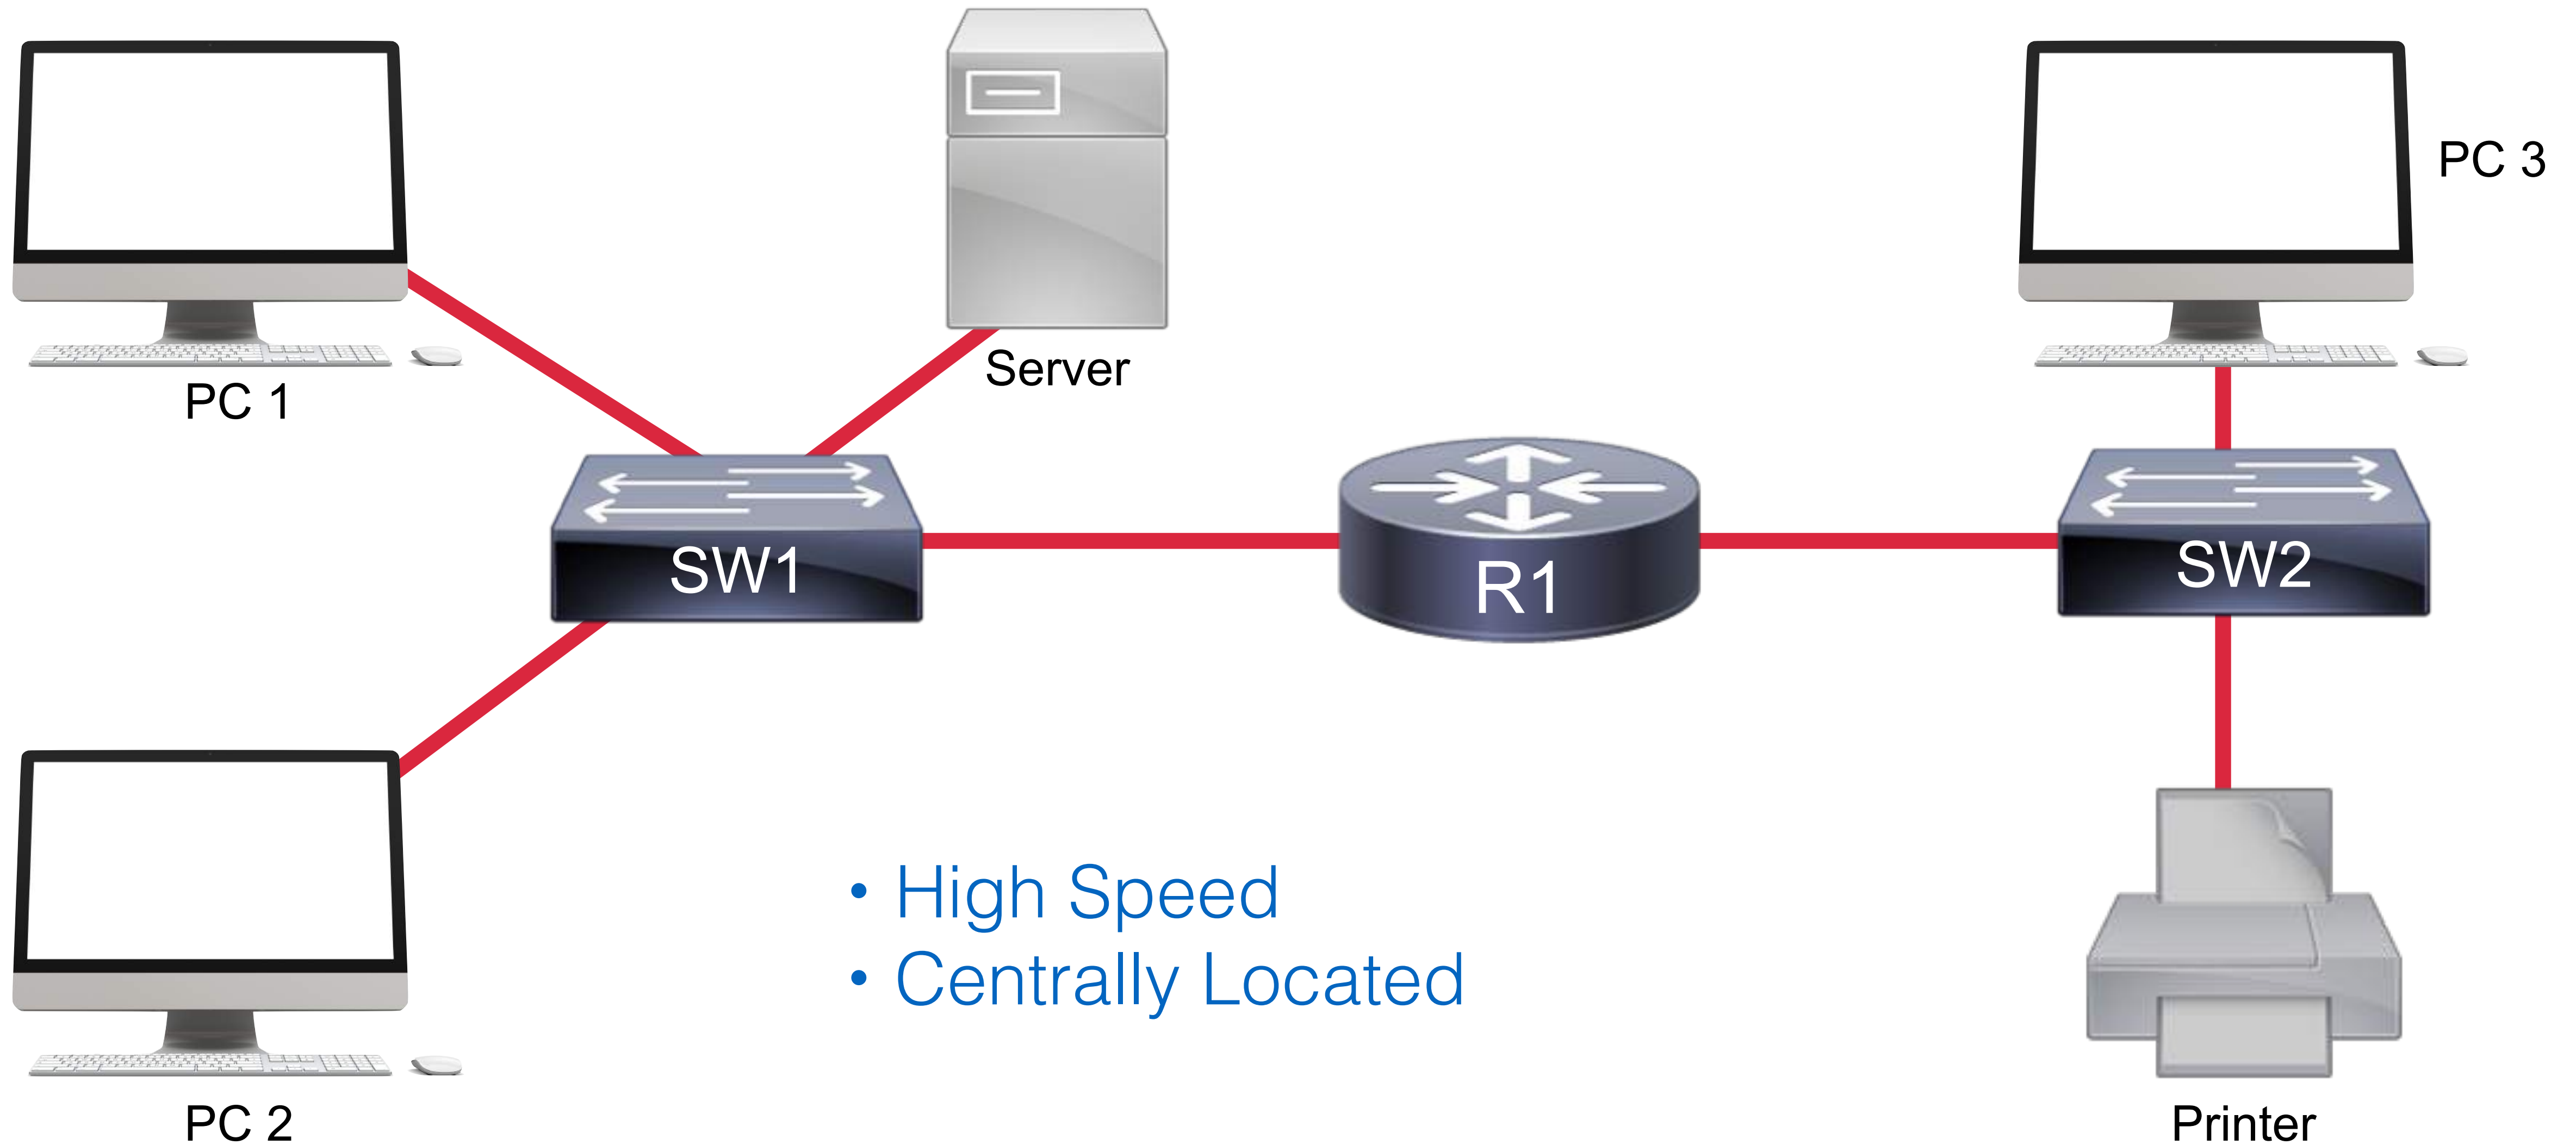 PC 1
Server
PC 3
SW1
R1
SW2
• High Speed
• Centrally Located
PC 2
Printer